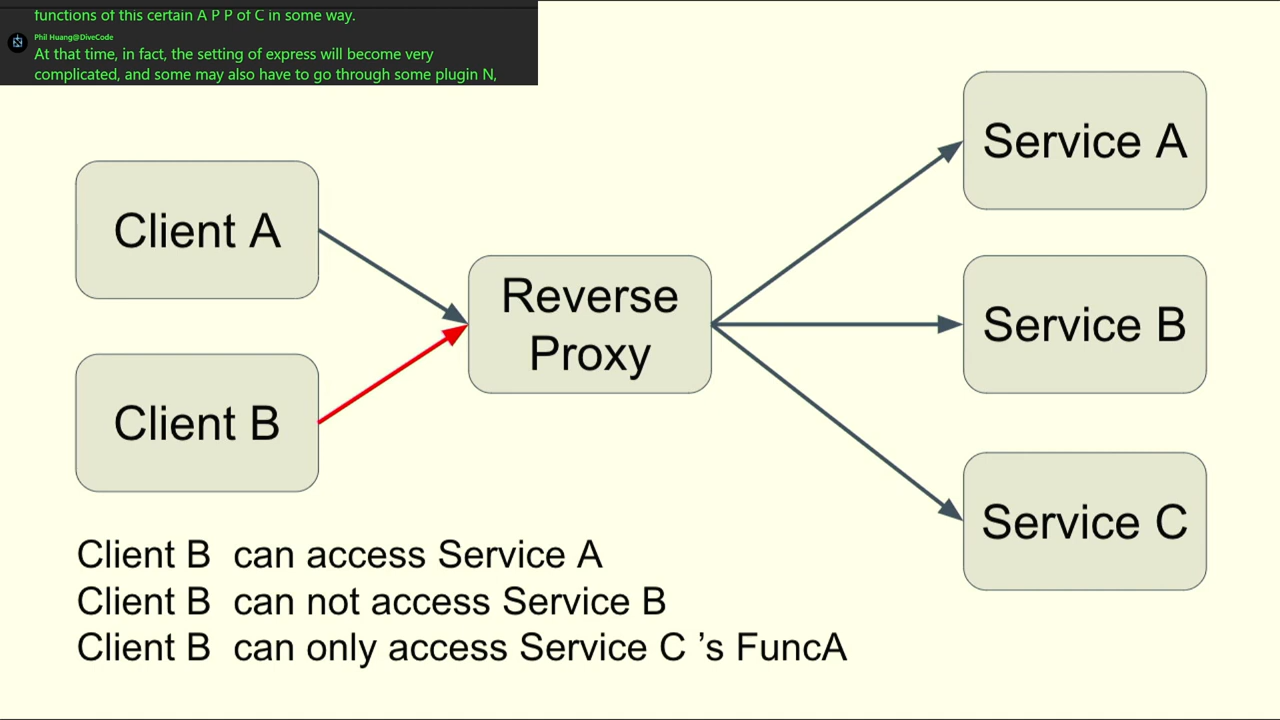 functions of this certain A P P of C in some way.
Phil Huang@DiveCode
At that time, in fact, the setting of express will become very
complicated, and some may also have to go through some plugin N,
Client A
Client B
Reverse
Proxy
Service A
Service B
Service C
Client B can access Service A
Client B can not access Service B
Client B can only access Service C ’s FuncA